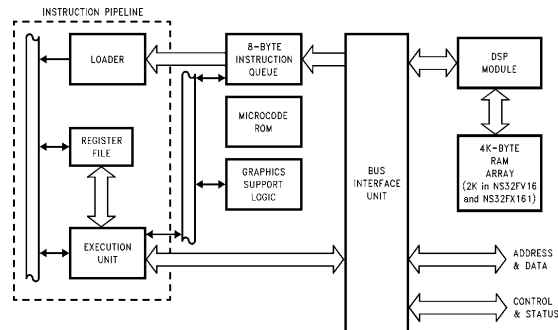 INSTRUCTION PIPELINE
LOADER
8-BYTE
INSTRUCTION
QUEUE
DSP
MODULE
MICROCODE
ROM
REGISTER
FILE
4K-BYTE
RAM
ARRAY
(2K in NS32FV16
and NS32FX161)
GRAPHICS
SUPPORT
LOGIC
BUS
INTERFACE
UNIT
EXECUTION
UNIT
ADDRESS
& DATA
CONTROL
& STATUS